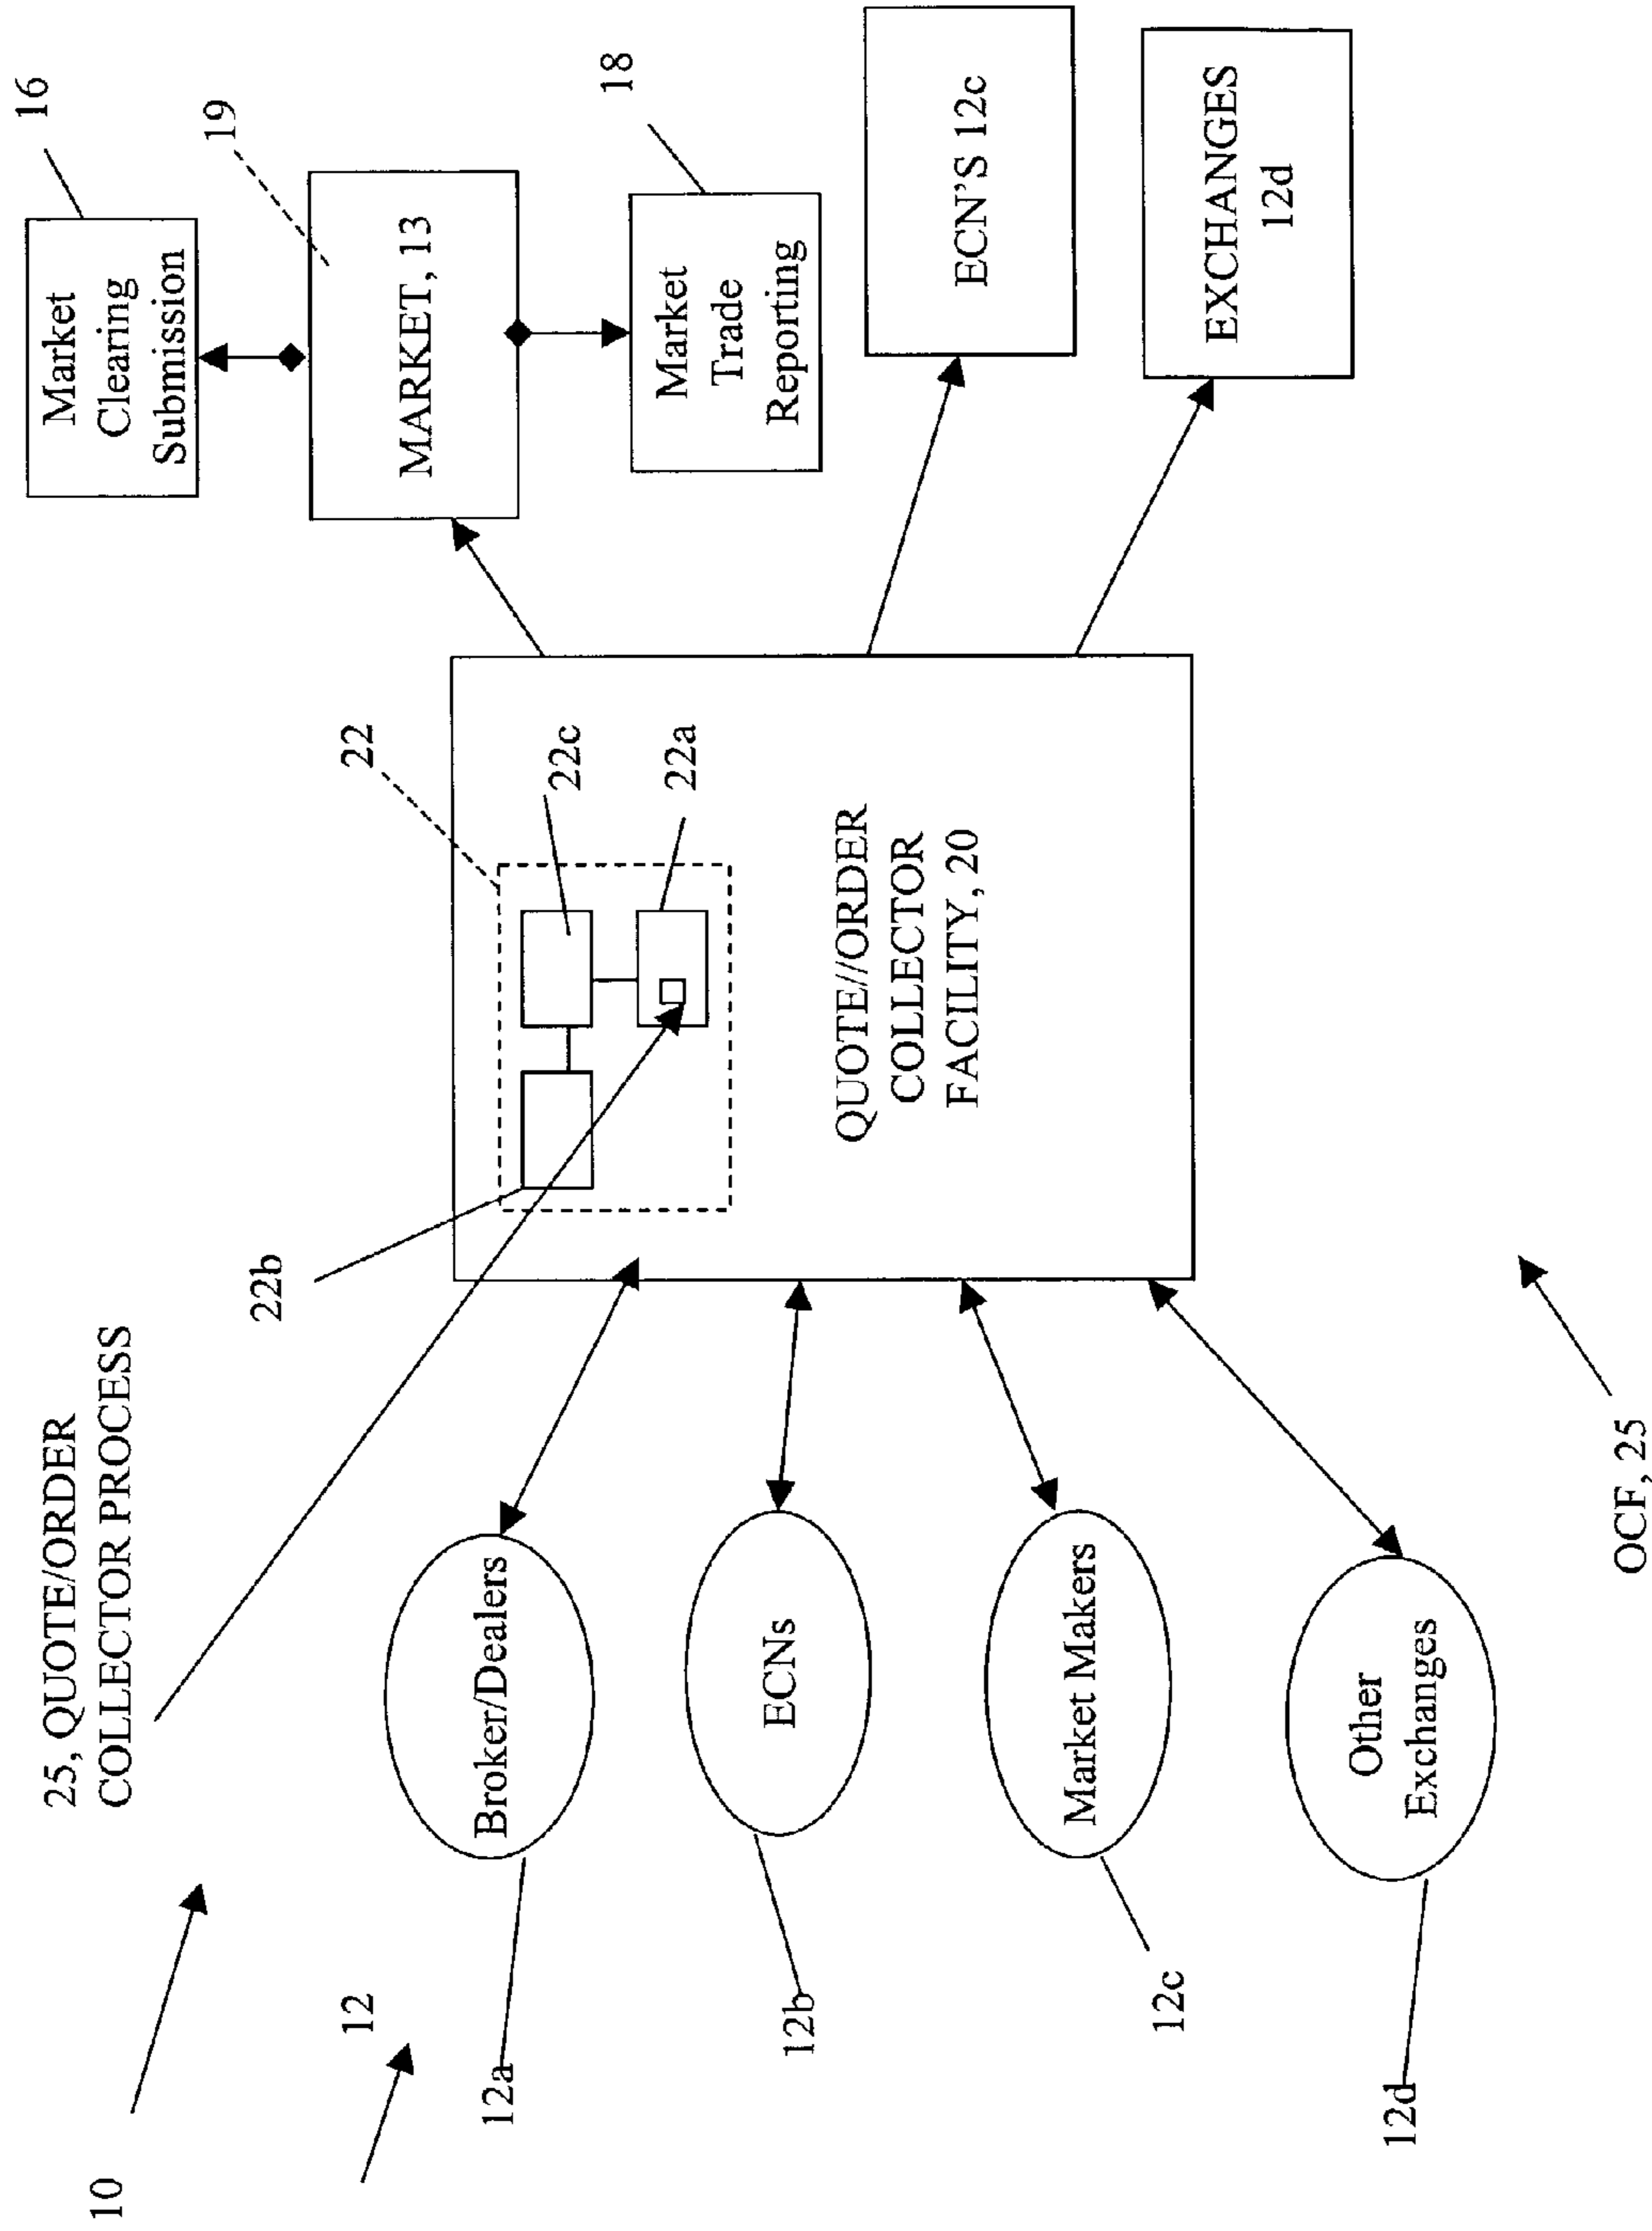 10
25, QUOTE/ORDER
COLLECTOR PROCESS
12
22b
22
22c
22a
16
Market
Clearing
Submission
19
MARKET, 13
18
Market
Trade
Reporting
ECN'S 12c
EXCHANGES
12d
QUOTE//ORDER
COLLECTOR
FACILITY, 20
12a
Broker/Dealers
12b
ECNs
12c
Market Makers
12d
Other
Exchanges
OCF, 25